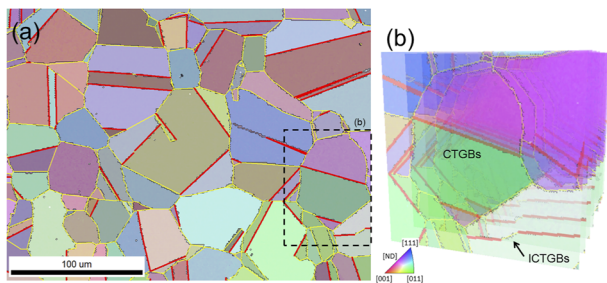 (a)
(b)
(b)
CTGBs
[111]
[ND]
[001] [011]
ICTGBs
100 um